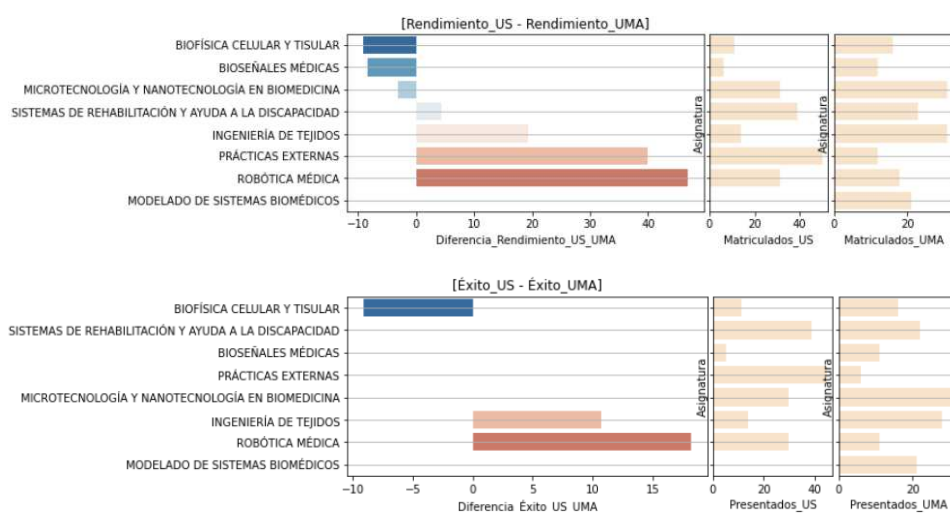 [Rendimiento_US - Rendimiento_UMA]
BIOFÍSICA CELULAR Y TISULAR
BIOSEÑALES MÉDICAS
MICROTECNOLOGÍA Y NANOTECNOLOGÍA EN BIOMEDICINA
SISTEMAS DE REHABILITACIÓN Y AYUDA A LA DISCAPACIDAD
INGENIERÍA DE TEJIDOS
PRÁCTICAS EXTERNAS
ROBÓTICA MÉDICA
MODELADO DE SISTEMAS BIOMÉDICOS
Asignatura
Asignatura
−10 0 10 20 30 40
0 20 40
0 20
Diferencia_Rendimiento_US_UMA
Matriculados_US
Matriculados_UMA
[Éxito_US - Éxito_UMA]
BIOFÍSICA CELULAR Y TISULAR
SISTEMAS DE REHABILITACIÓN Y AYUDA A LA DISCAPACIDAD
BIOSEÑALES MÉDICAS
PRÁCTICAS EXTERNAS
MICROTECNOLOGÍA Y NANOTECNOLOGÍA EN BIOMEDICINA
INGENIERÍA DE TEJIDOS
ROBÓTICA MÉDICA
MODELADO DE SISTEMAS BIOMÉDICOS
Asignatura
Asignatura
−10 −5 0 5 10 15
0 20 40
0 20
Diferencia_Éxito_US_UMA
Presentados_US
Presentados_UMA